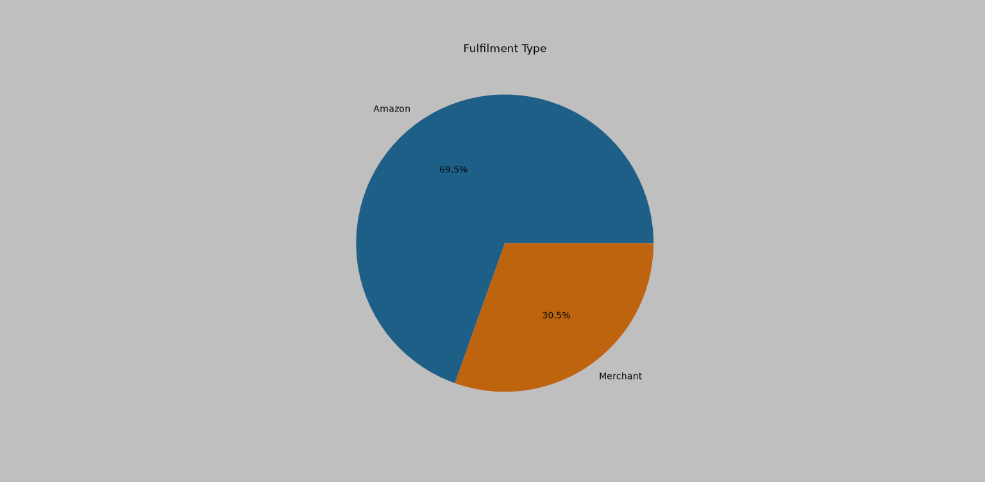 Fulfilment Type
Amazon
69.5%
30.5%
Merchant